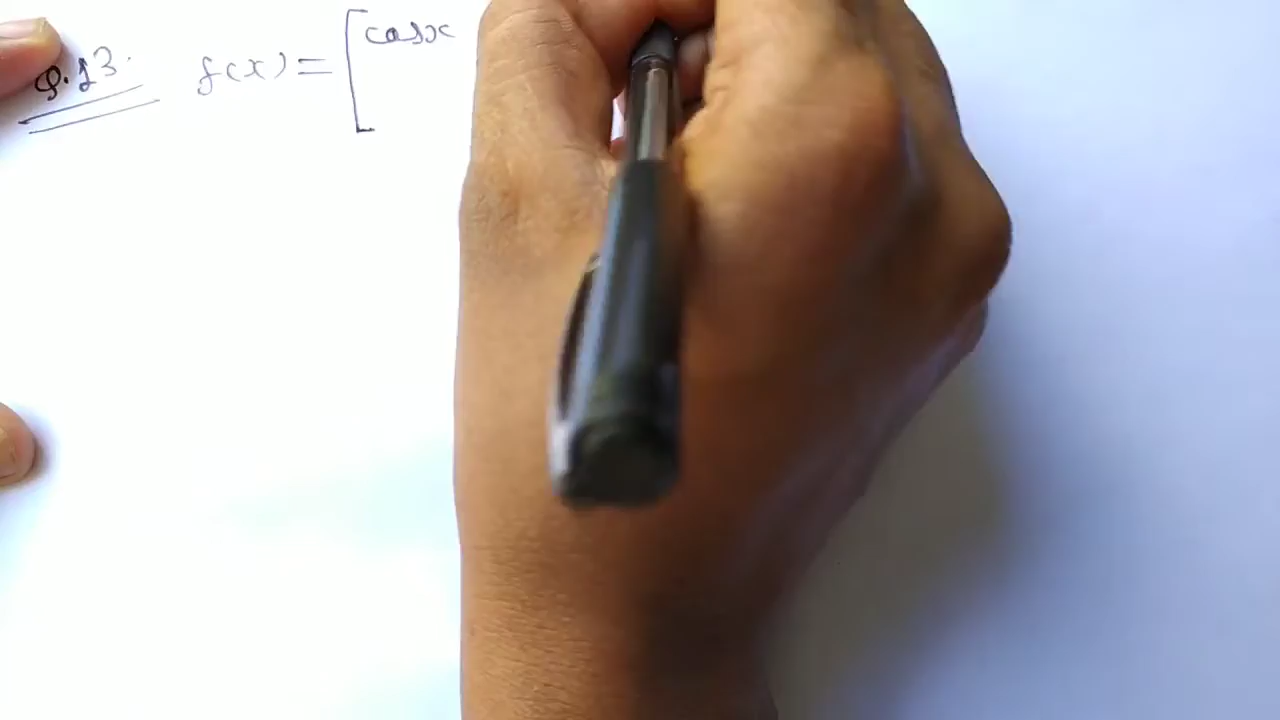 Q.13. f(x) = [cosx